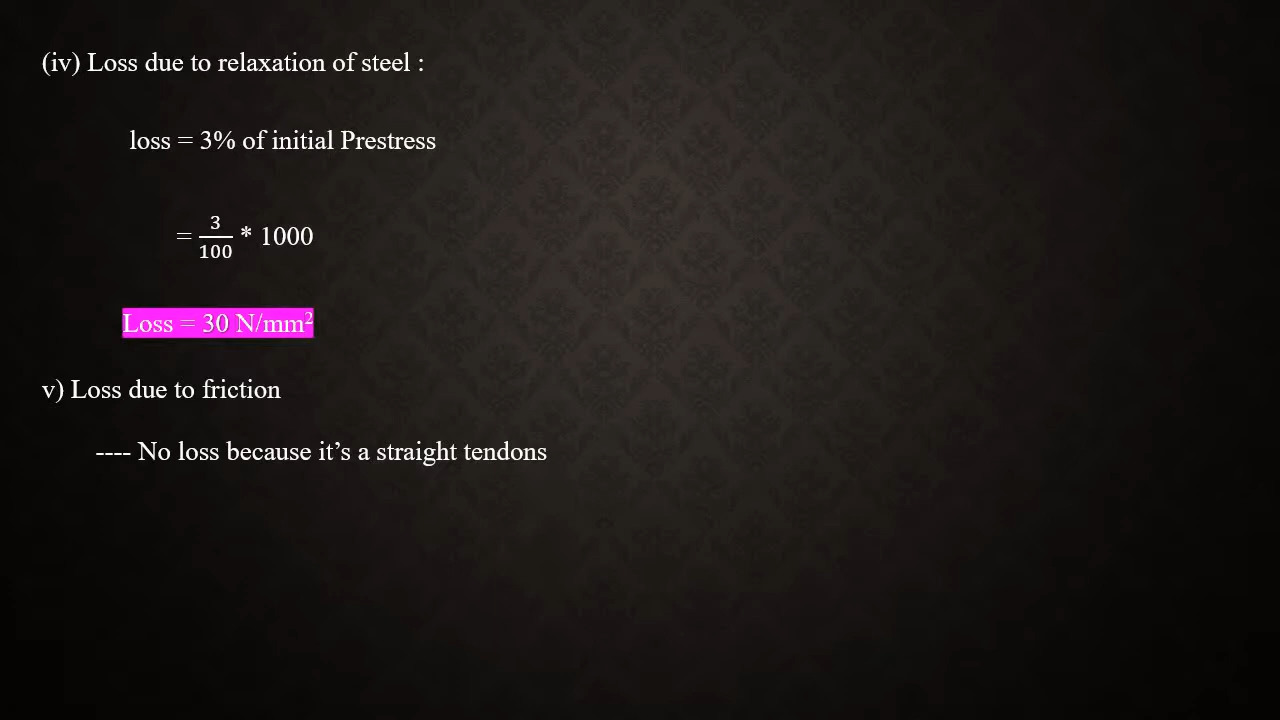 (iv) Loss due to relaxation of steel :
loss = 3% of initial Prestress
= 3/100 * 1000
Loss = 30 N/mm²
v) Loss due to friction
---- No loss because it’s a straight tendons